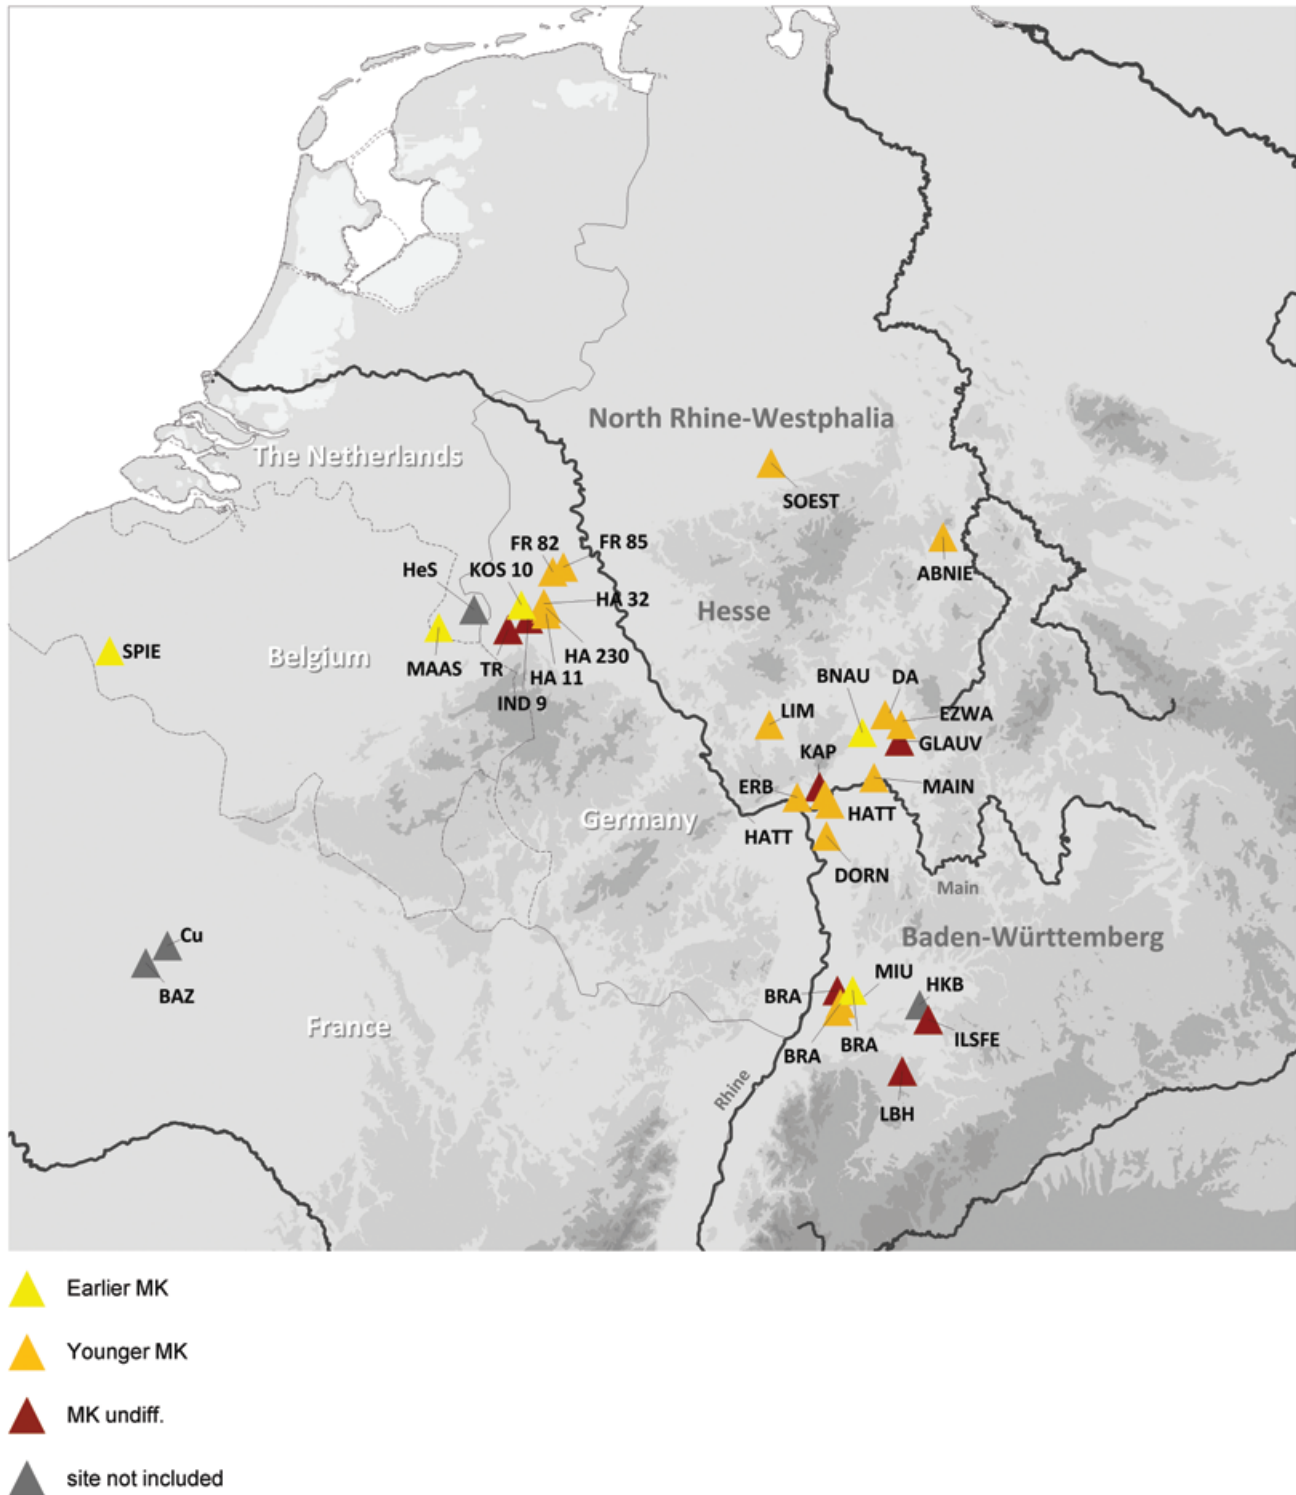 North Rhine-Westphalia
The Netherlands
SOEST
FR 82
FR 85
HeS
KOS 10
ABNIE
HA 32
Hesse
SPIE
Belgium
MAAS
TR
HA 230
HA 11
IND 9
BNAU
DA
LIM
EZWA
GLAUV
KAP
ERB
MAIN
Germany
HATT
HATT
DORN
Main
Cu
Baden-Württemberg
BAZ
MIU
BRA
HKB
France
ILSFE
BRA
BRA
Rhine
LBH
Earlier MK
Younger MK
MK undiff.
site not included